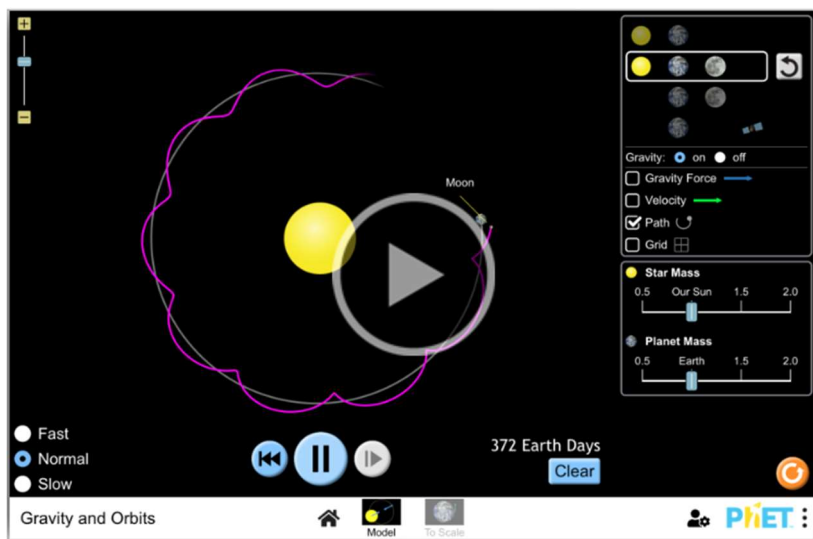 Moon
Gravity: on off
Gravity Force
Velocity
Path
Grid
Star Mass
0.5 Our Sun 1.5 2.0
Planet Mass
0.5 Earth 1.5 2.0
Fast
Normal
Slow
372 Earth Days
Clear
Gravity and Orbits
Model
To Scale
PhET